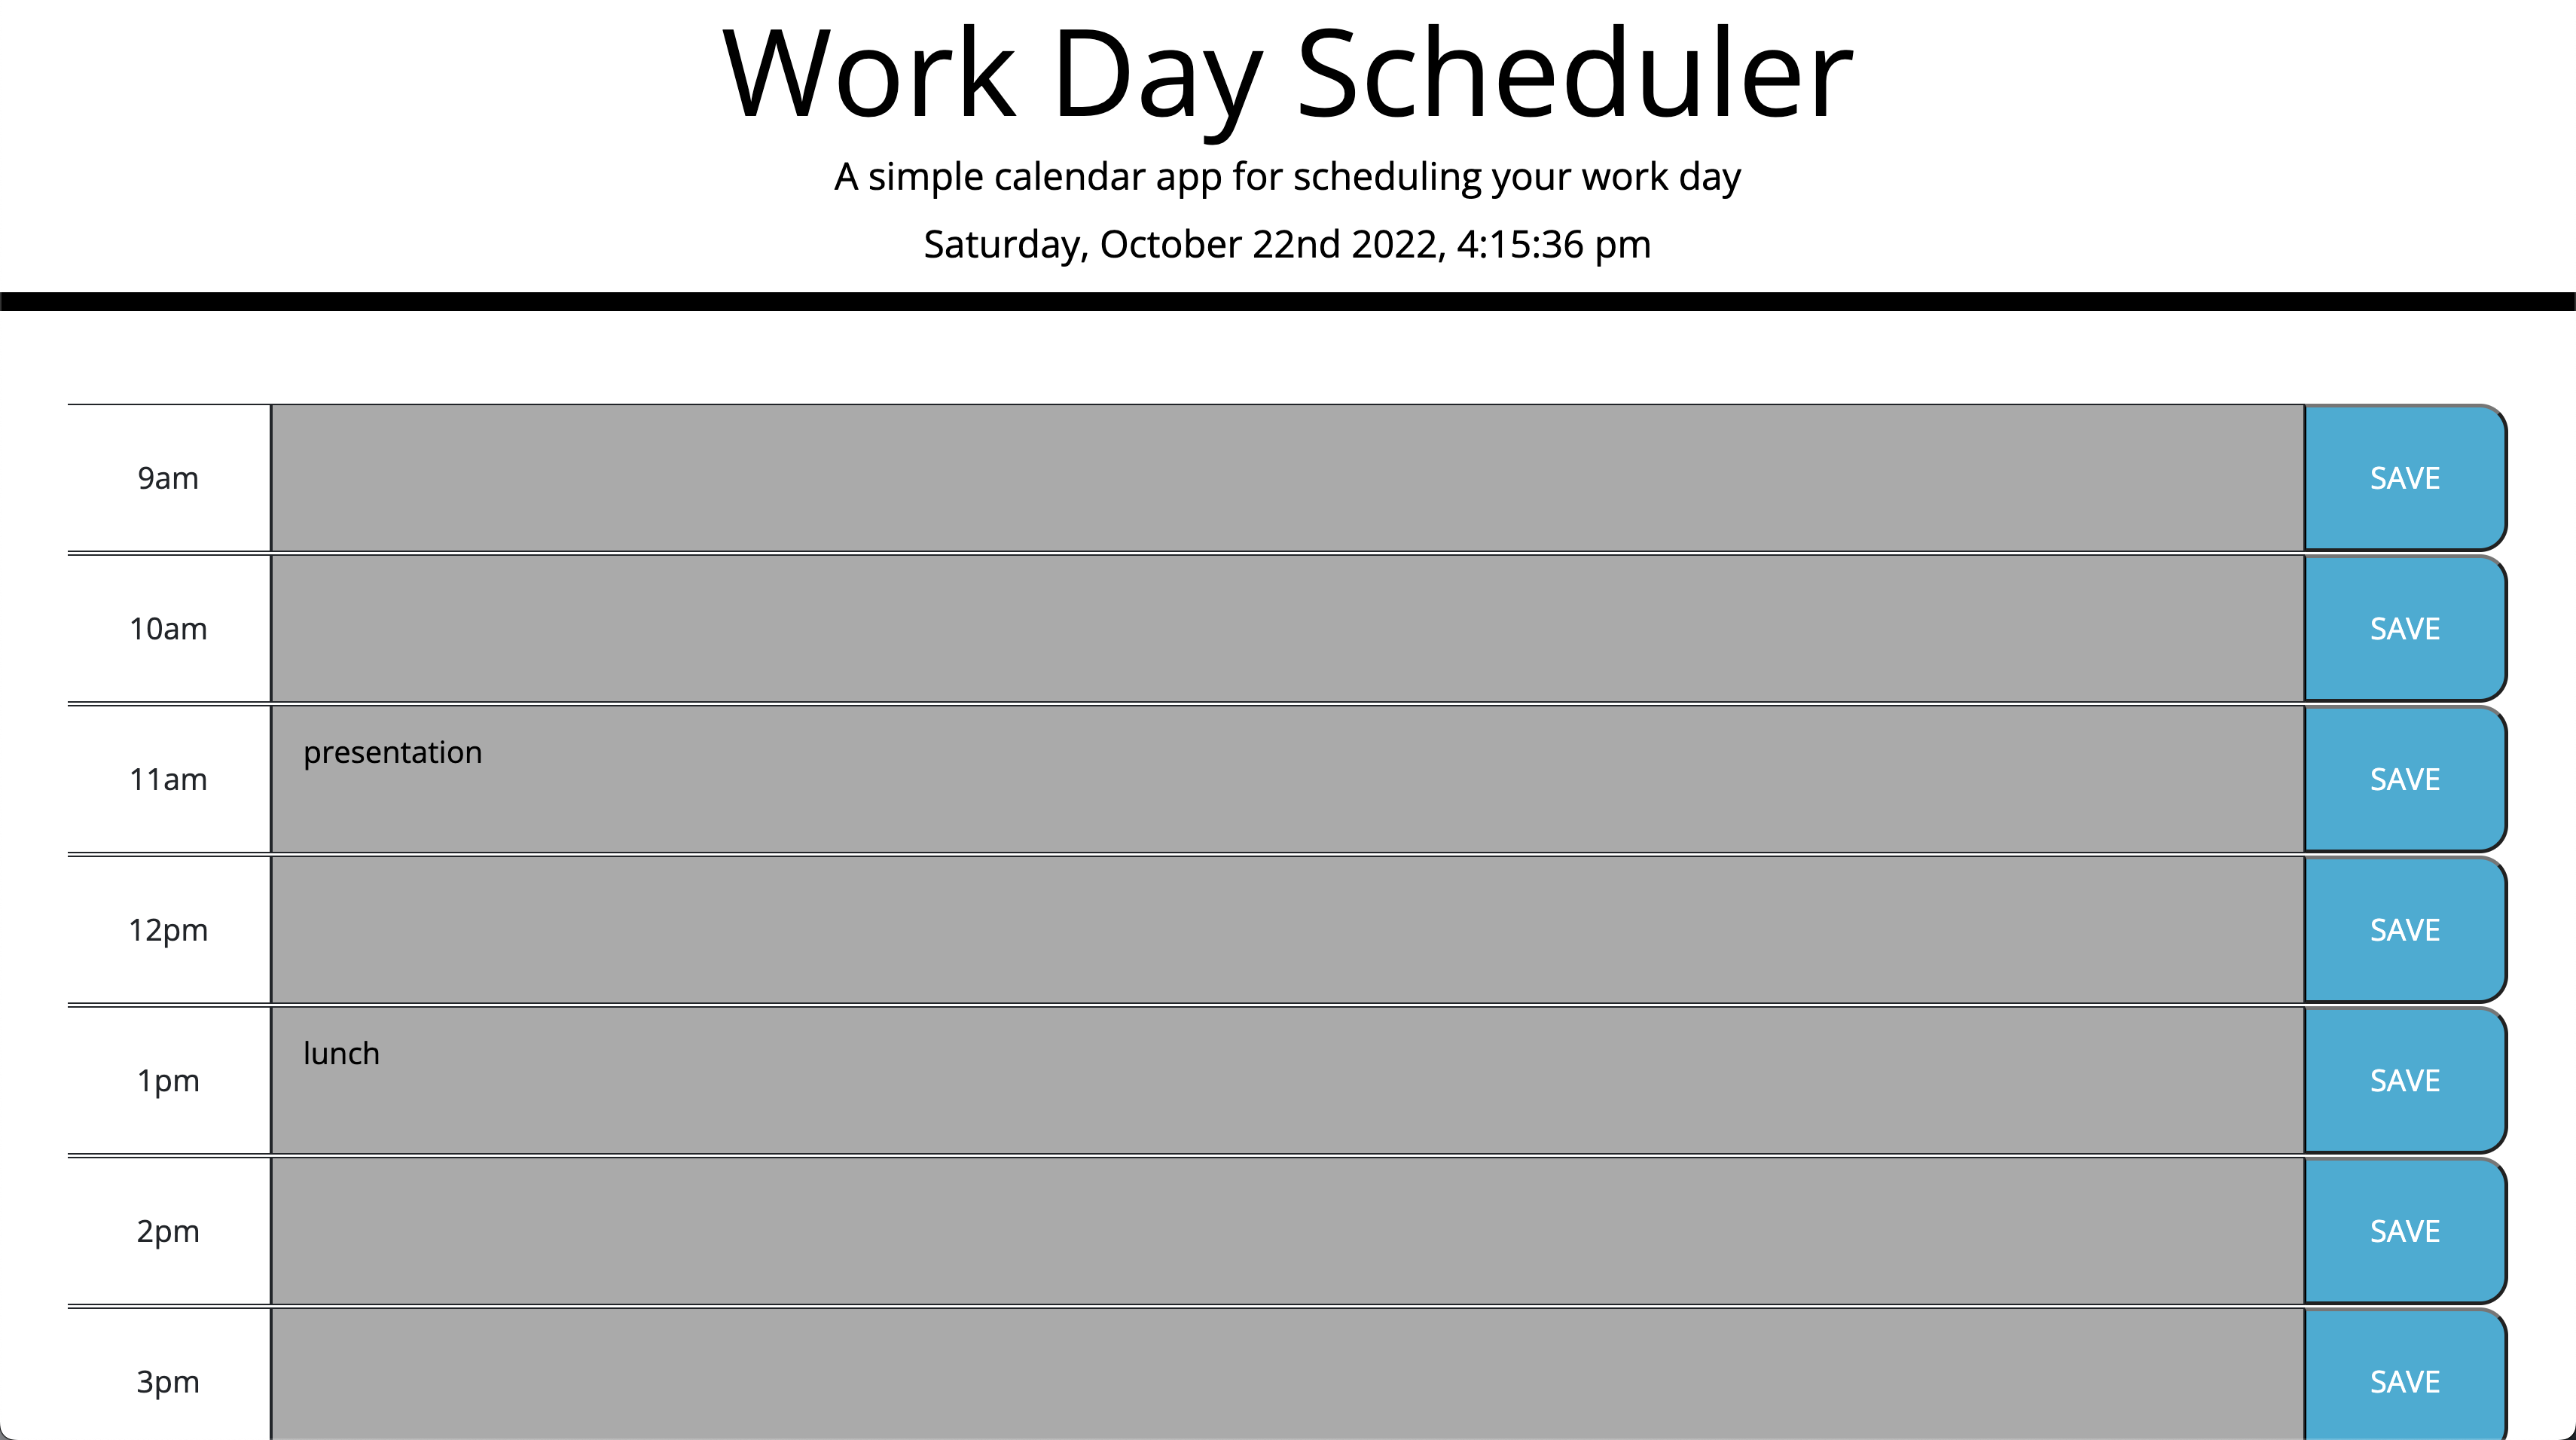 Work Day Scheduler
A simple calendar app for scheduling your work day
Saturday, October 22nd 2022, 4:15:36 pm
9am
SAVE
10am
SAVE
11am
presentation
SAVE
12pm
SAVE
1pm
lunch
SAVE
2pm
SAVE
3pm
SAVE